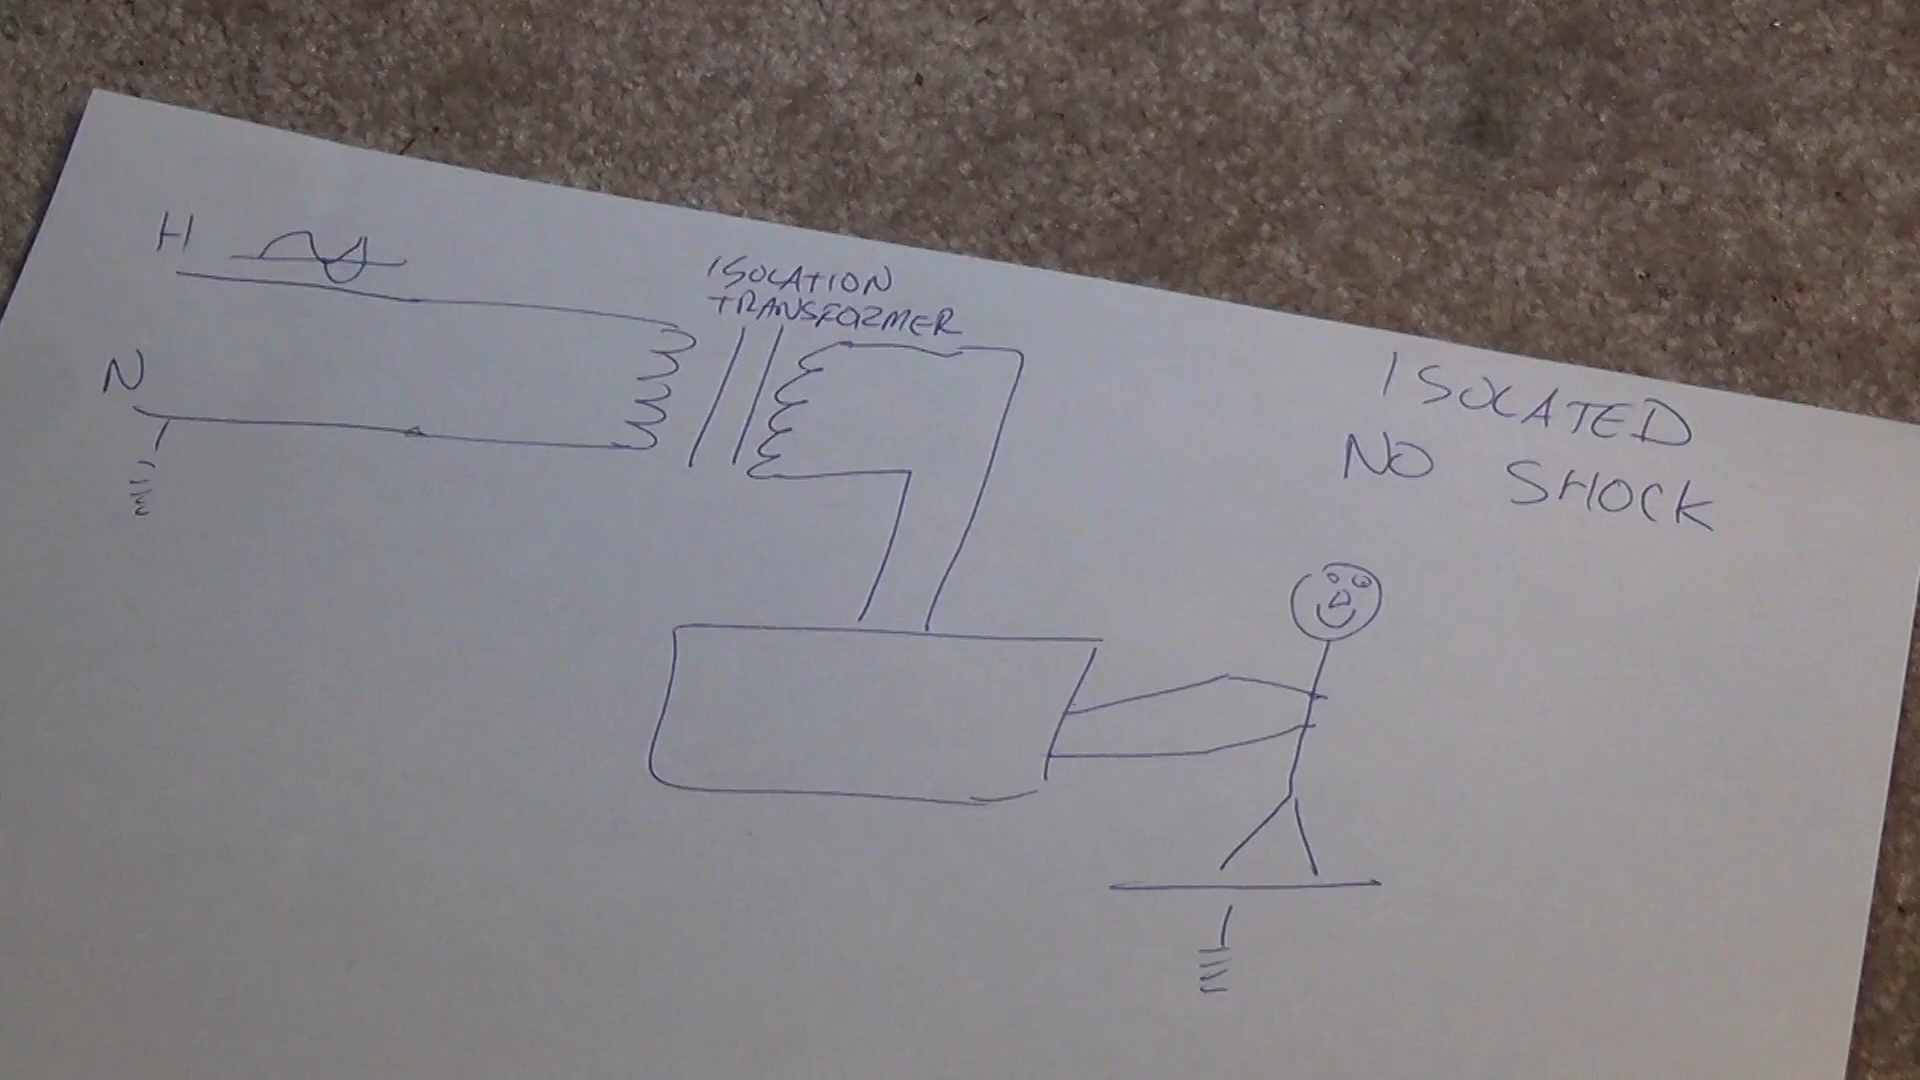 H
ISOLATION
TRANSFORMER
N
ISOLATED
NO SHOCK